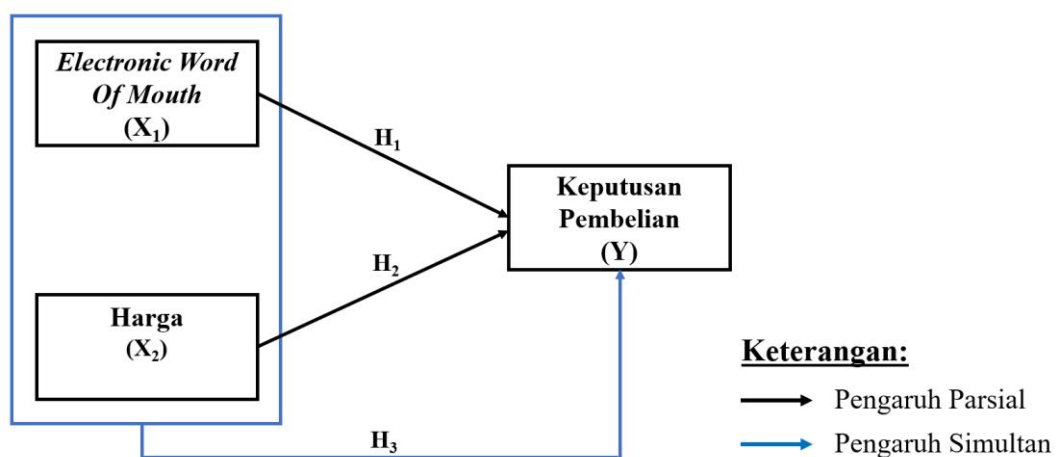 Electronic Word
Of Mouth
(X₁)
H₁
Keputusan
Pembelian
(Y)
H₂
Harga
(X₂)
H₃
Keterangan:
Pengaruh Parsial
Pengaruh Simultan